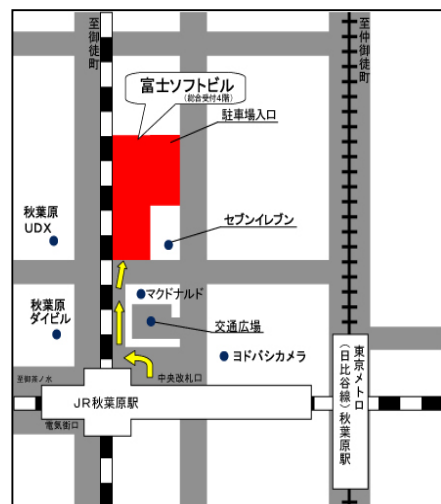 至御徒町
至仲御徒町
富士ソフトビル
(総合受付4階)
駐車場入口
秋葉原
UDX
セブンイレブン
マクドナルド
秋葉原
ダイビル
交通広場
ヨドバシカメラ
至御茶ノ水
中央改札口
JR秋葉原駅
電気街口
東京メトロ
(日比谷線)秋葉原駅